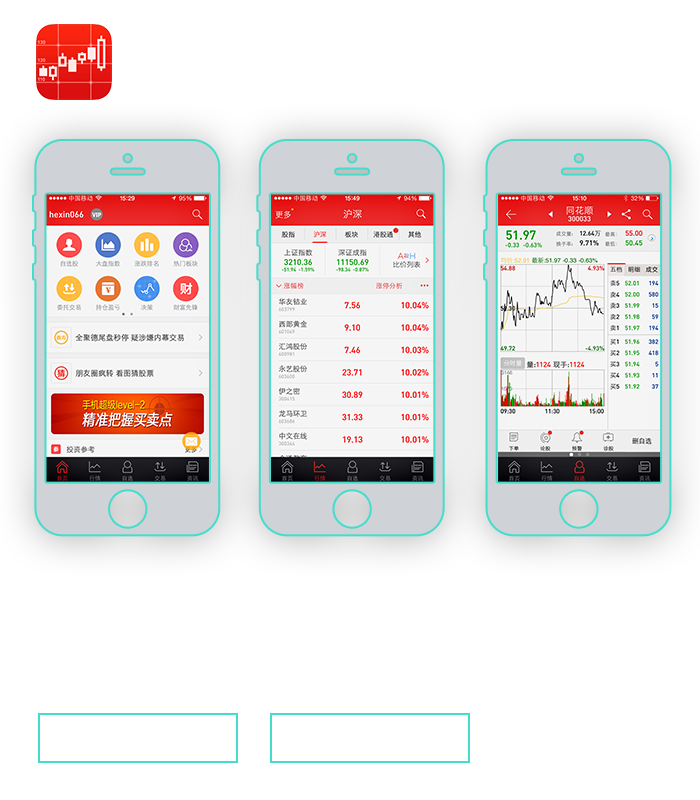 130
120
110
中国移动 15:29 95%
hexin066 VIP
自选股 大盘指数 涨跌排名 热门板块
委托交易 持仓盈亏 决策 财富先锋
全聚德尾盘秒停 疑涉嫌内幕交易
猜 朋友圈疯转 看图猜股票
手机超级level-2
精准把握买卖点
投资参考 更多
首页 行情 自选 交易 资讯
中国移动 15:49 94%
更多 沪深
股指 沪深 板块 港股通 其他
上证指数 深证成指
3210.36 11150.69 比价列表
-51.94 -1.59% -98.34 -0.87%
涨幅榜 涨停分析
华友钴业 7.56 10.04%
603799
西部黄金 9.10 10.04%
601069
汇鸿股份 7.46 10.03%
600981
永艺股份 23.71 10.02%
603600
伊之密 30.89 10.01%
300415
龙马环卫 31.33 10.01%
603686
中文在线 19.13 10.01%
300364
首页 行情 自选 交易 资讯
中国移动 15:10 32%
同花顺
300033
51.97 成交量: 12.64万 最高: 55.00
-0.33 -0.63% 换手率: 9.71% 最低: 50.45
最新:51.97 -0.33 -0.63%
54.88 4.93%
五档 明细 成交
卖5 52.01 194
卖4 52.00 580
卖3 51.99 15
卖2 51.98 59
卖1 51.97 194
买1 51.96 382
买2 51.95 418
买3 51.94 5
买4 51.93 11
买5 51.92 37
52.30
49.72 -4.93%
分时量 量:1124 现手:1124
09:30 11:30 15:00
下单 论股 预警 诊股 删自选
首页 行情 自选 交易 资讯